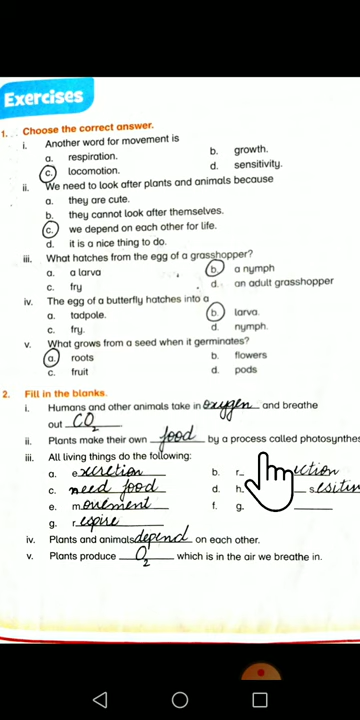 Exercises
1. Choose the correct answer.
i. Another word for movement is
a. respiration. b. growth.
c. locomotion. d. sensitivity.
ii. We need to look after plants and animals because
a. they are cute.
b. they cannot look after themselves.
c. we depend on each other for life.
d. it is a nice thing to do.
iii. What hatches from the egg of a grasshopper?
a. a larva b. a nymph
c. fry d. an adult grasshopper
iv. The egg of a butterfly hatches into a
a. tadpole. b. larva.
c. fry. d. nymph.
v. What grows from a seed when it germinates?
a. roots b. flowers
c. fruit d. pods
2. Fill in the blanks.
i. Humans and other animals take in oxygen and breathe
out CO2
ii. Plants make their own food by a process called photosynthes
iii. All living things do the following:
a. excretion b. r uction
c. need food d. h s
e. movement f. g.
g. respire
iv. Plants and animals depend on each other.
v. Plants produce O2 which is in the air we breathe in.